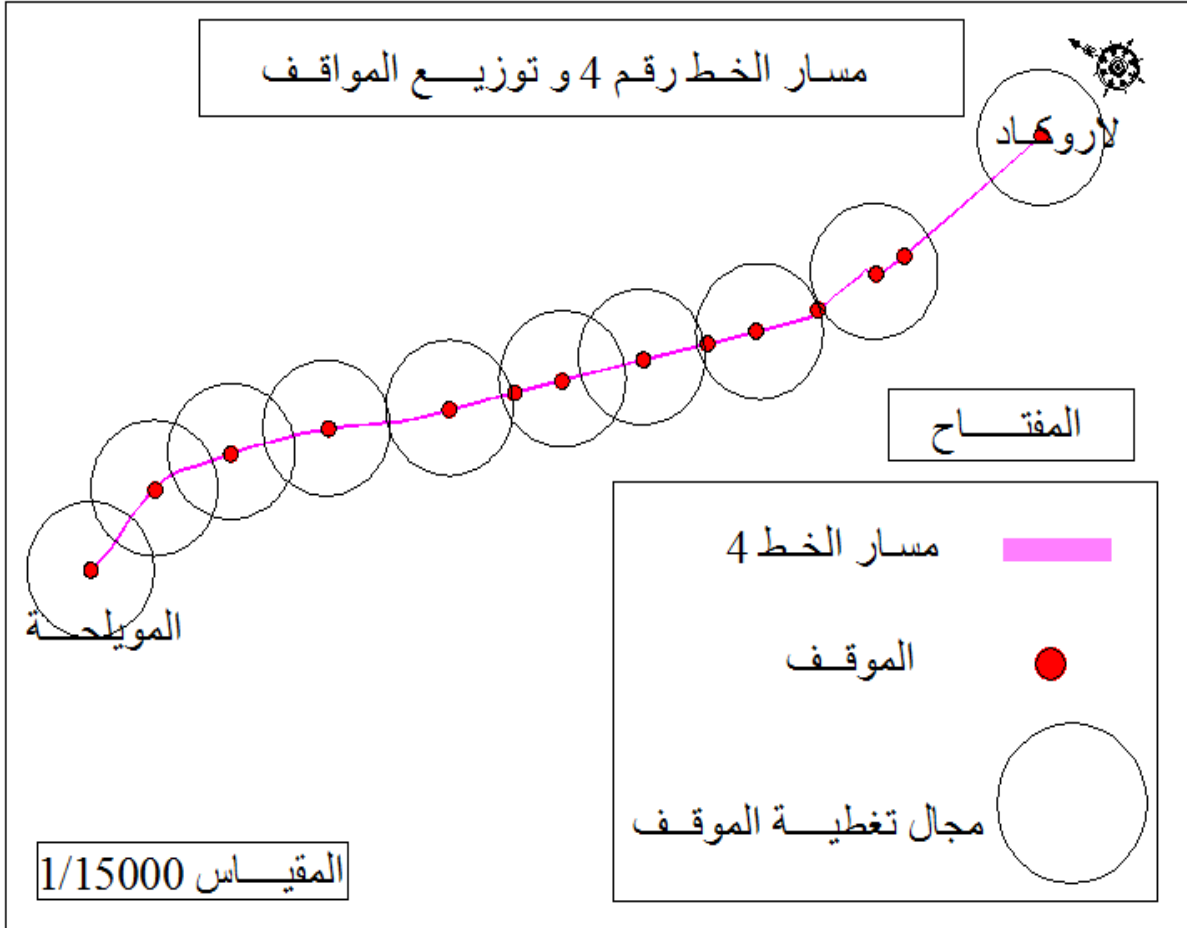 مسار الخط رقم 4 و توزيع المواقف
لاروكاد
المويلحة
المفتاح
مسار الخط 4
الموقف
مجال تغطية الموقف
المقياس 1/15000